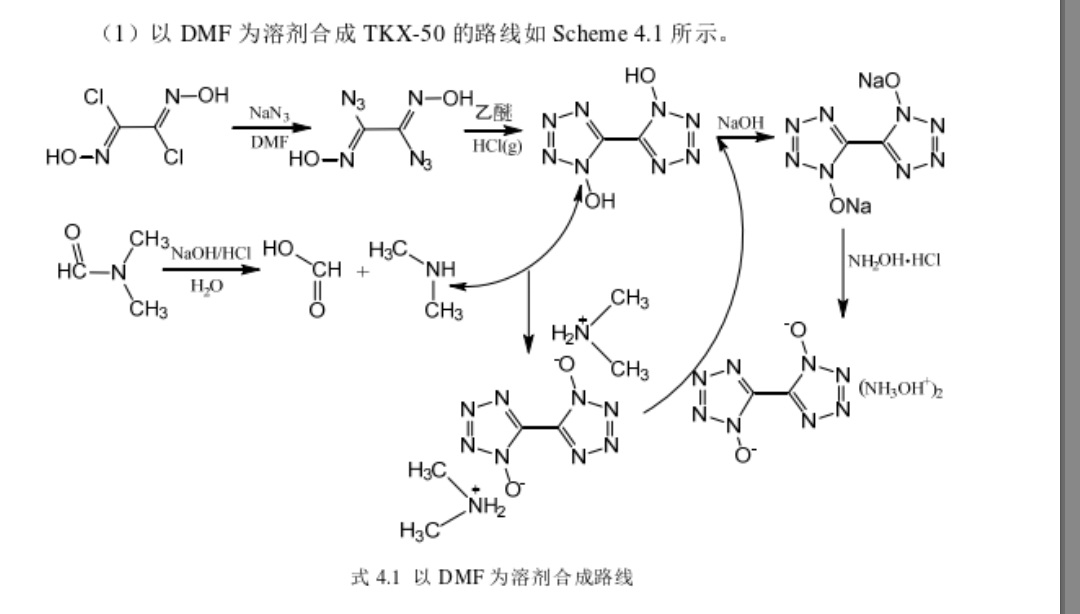 （1）以 DMF 为溶剂合成 TKX-50 的路线如 Scheme 4.1 所示。
Cl N—OH HO—N Cl
NaN₃
DMF
N₃ N—OH HO—N N₃
乙醚
HCl(g)
HO N N N N N N N N OH
NaOH
NaO N N N N N N N N ONa
O HC—N CH₃ CH₃
NaOH/HCl
H₂O
HO CH O + H₃C NH CH₃
NH₂OH•HCl
H₂N⁺ CH₃ CH₃
⁻O N N N N N N N N O⁻
H₃C NH₂⁺ H₃C
⁻O N N N N N N N N O⁻ (NH₃OH⁺)₂
式 4.1 以 DMF 为溶剂合成路线